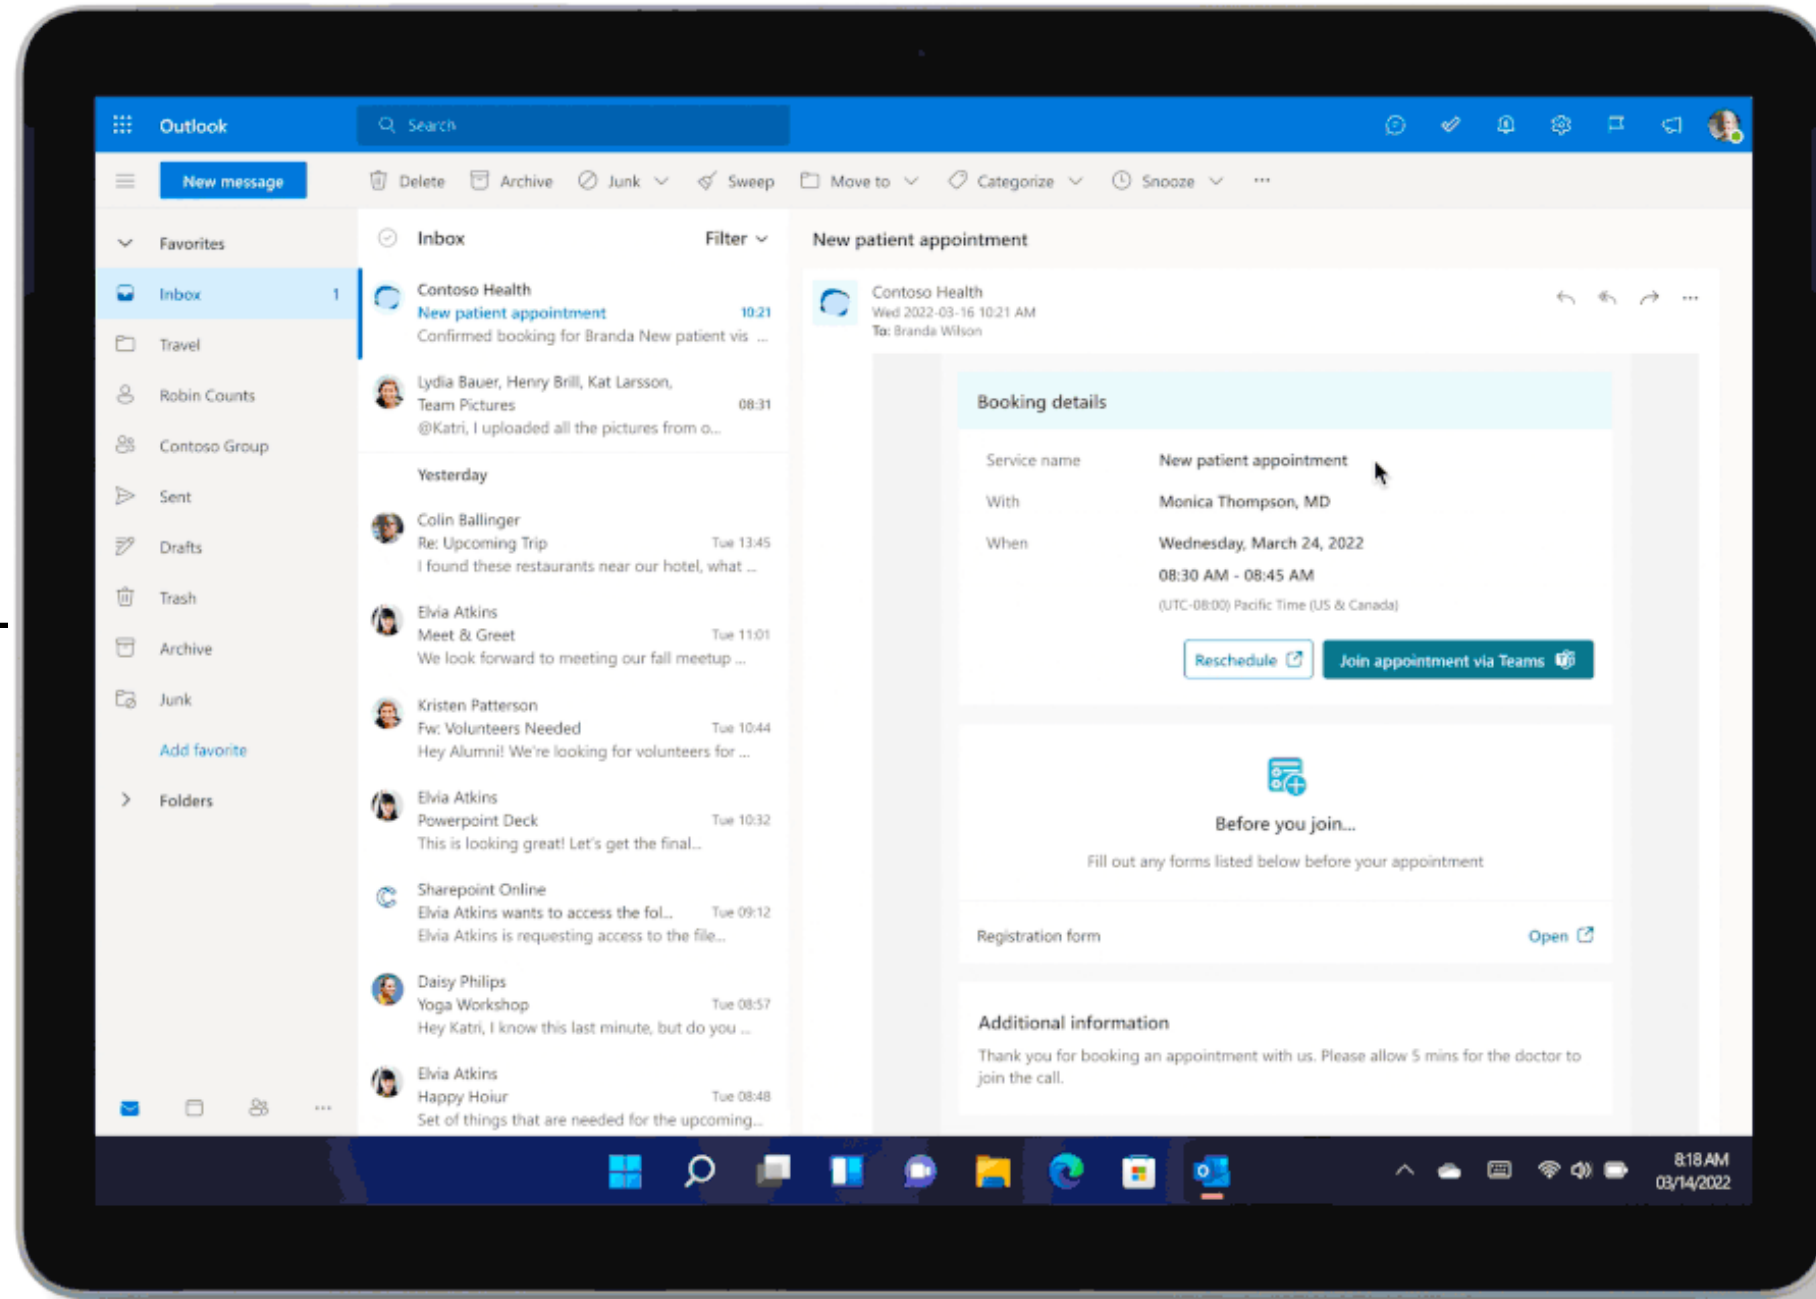 Outlook
Search
New message
Delete
Archive
Junk
Sweep
Move to
Categorize
Snooze
Favorites
Inbox 1
Travel
Robin Counts
Contoso Group
Sent
Drafts
Trash
Archive
Junk
Add favorite
Folders
Inbox Filter
Contoso Health
New patient appointment 10:21
Confirmed booking for Branda New patient vis ...
Lydia Bauer, Henry Brill, Kat Larsson,
Team Pictures 08:31
@Katri, I uploaded all the pictures from o...
Yesterday
Colin Ballinger
Re: Upcoming Trip Tue 13:45
I found these restaurants near our hotel, what ...
Elvia Atkins
Meet & Greet Tue 11:01
We look forward to meeting our fall meetup ...
Kristen Patterson
Fw: Volunteers Needed Tue 10:44
Hey Alumni! We're looking for volunteers for ...
Elvia Atkins
Powerpoint Deck Tue 10:32
This is looking great! Let's get the final...
Sharepoint Online
Elvia Atkins wants to access the fol... Tue 09:12
Elvia Atkins is requesting access to the file...
Daisy Philips
Yoga Workshop Tue 08:57
Hey Katri, I know this last minute, but do you ...
Elvia Atkins
Happy Hoiur Tue 08:48
Set of things that are needed for the upcoming...
New patient appointment
Contoso Health
Wed 2022-03-16 10:21 AM
To: Branda Wilson
Booking details
Service name New patient appointment
With Monica Thompson, MD
When Wednesday, March 24, 2022
08:30 AM - 08:45 AM
(UTC-08:00) Pacific Time (US & Canada)
Reschedule
Join appointment via Teams
Before you join...
Fill out any forms listed below before your appointment
Registration form Open
Additional information
Thank you for booking an appointment with us. Please allow 5 mins for the doctor to
join the call.
8:18 AM
03/14/2022